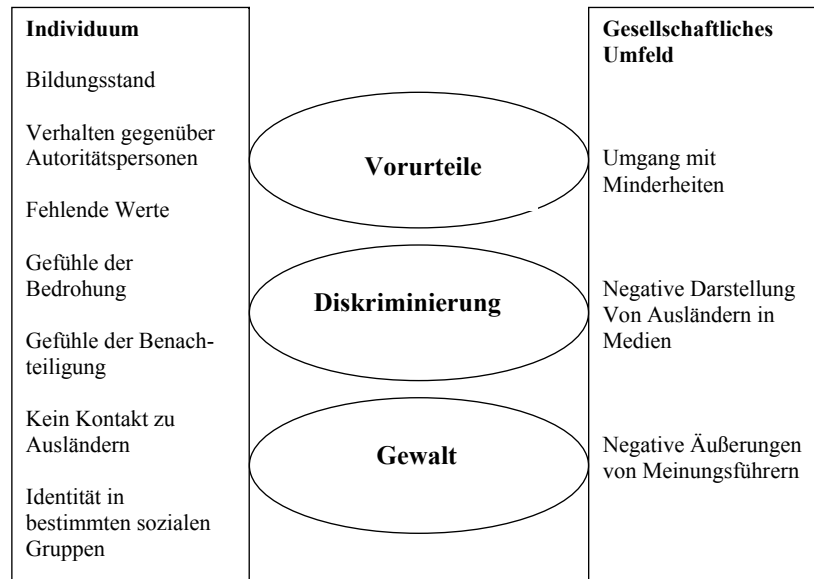 Individuum
Bildungsstand
Verhalten gegenüber
Autoritätspersonen
Fehlende Werte
Gefühle der
Bedrohung
Gefühle der Benach-
teiligung
Kein Kontakt zu
Ausländern
Identität in
bestimmten sozialen
Gruppen
Vorurteile
Diskriminierung
Gewalt
Gesellschaftliches
Umfeld
Umgang mit
Minderheiten
Negative Darstellung
Von Ausländern in
Medien
Negative Äußerungen
von Meinungsführern